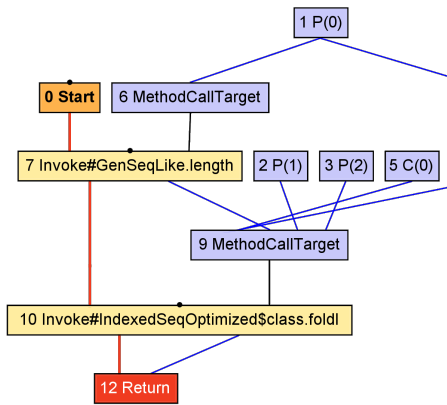 1 P(0)
0 Start
6 MethodCallTarget
7 Invoke#GenSeqLike.length
2 P(1)
3 P(2)
5 C(0)
9 MethodCallTarget
10 Invoke#IndexedSeqOptimized$class.foldl
12 Return